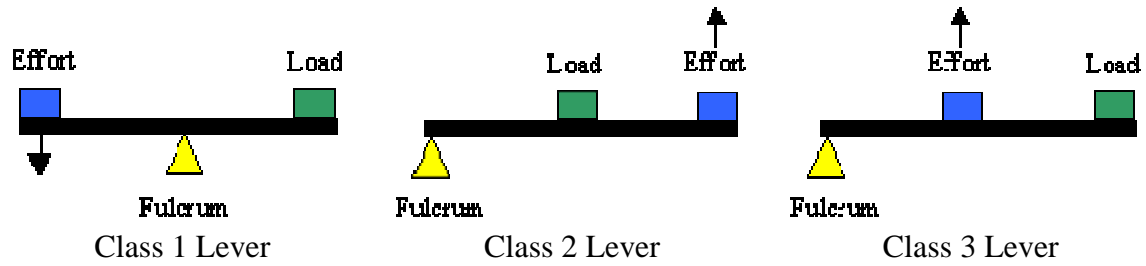 Effort Load
Fulcrum
Class 1 Lever
Load Effort
Fulcrum
Class 2 Lever
Effort Load
Fulcrum
Class 3 Lever